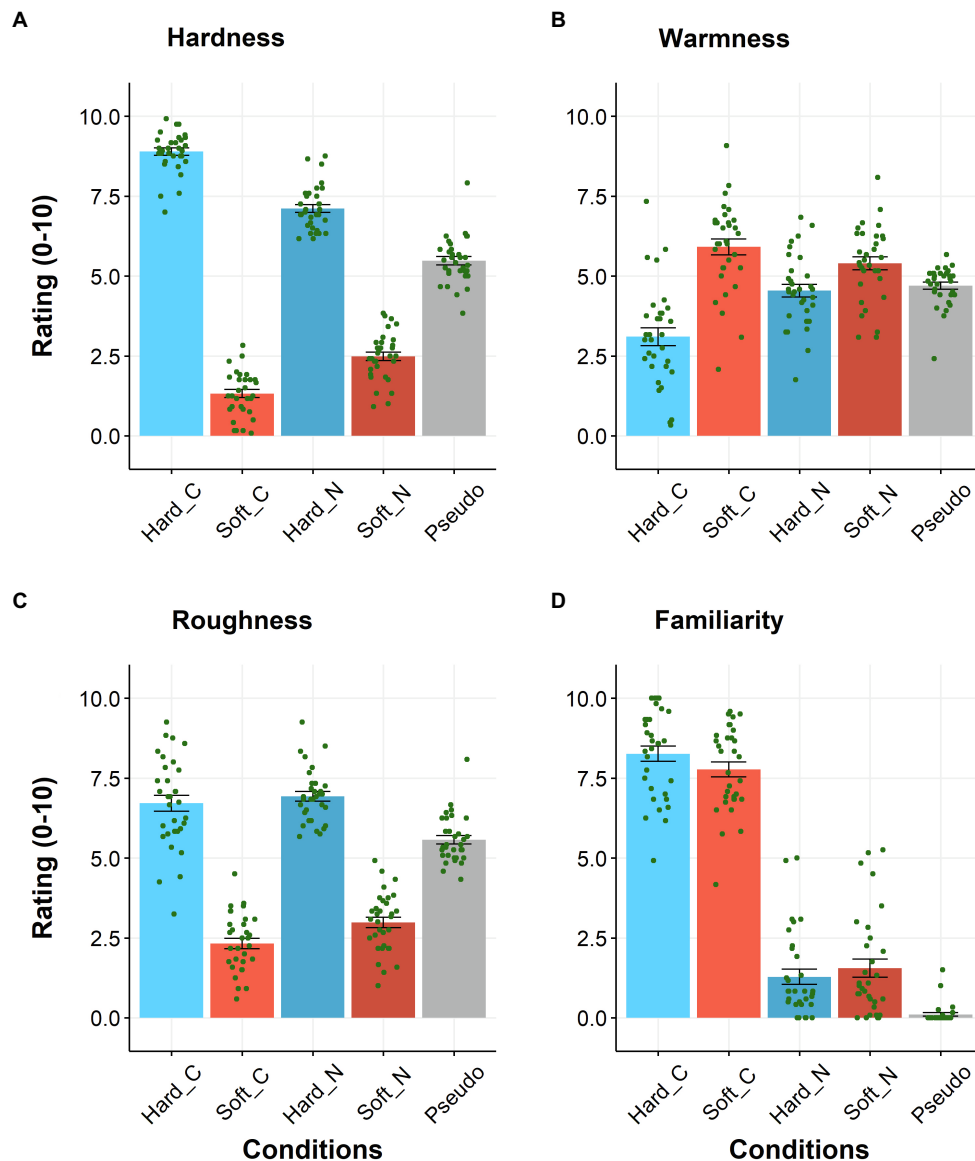 A
Hardness
Rating (0-10)
10.0
7.5
5.0
2.5
0.0
Hard_C
Soft_C
Hard_N
Soft_N
Pseudo
B
Warmness
10.0
7.5
5.0
2.5
0.0
Hard_C
Soft_C
Hard_N
Soft_N
Pseudo
C
Roughness
Rating (0-10)
10.0
7.5
5.0
2.5
0.0
Hard_C
Soft_C
Hard_N
Soft_N
Pseudo
Conditions
D
Familiarity
10.0
7.5
5.0
2.5
0.0
Hard_C
Soft_C
Hard_N
Soft_N
Pseudo
Conditions